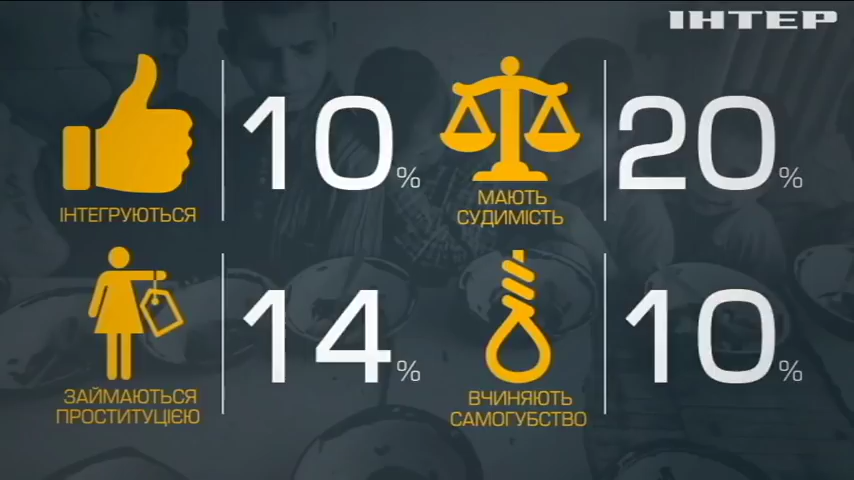 ІНТЕР
10%
ІНТЕГРУЮТЬСЯ
20%
МАЮТЬ
СУДИМІСТЬ
14%
ЗАЙМАЮТЬСЯ
ПРОСТИТУЦІЄЮ
10%
ВЧИНЯЮТЬ
САМОГУБСТВО